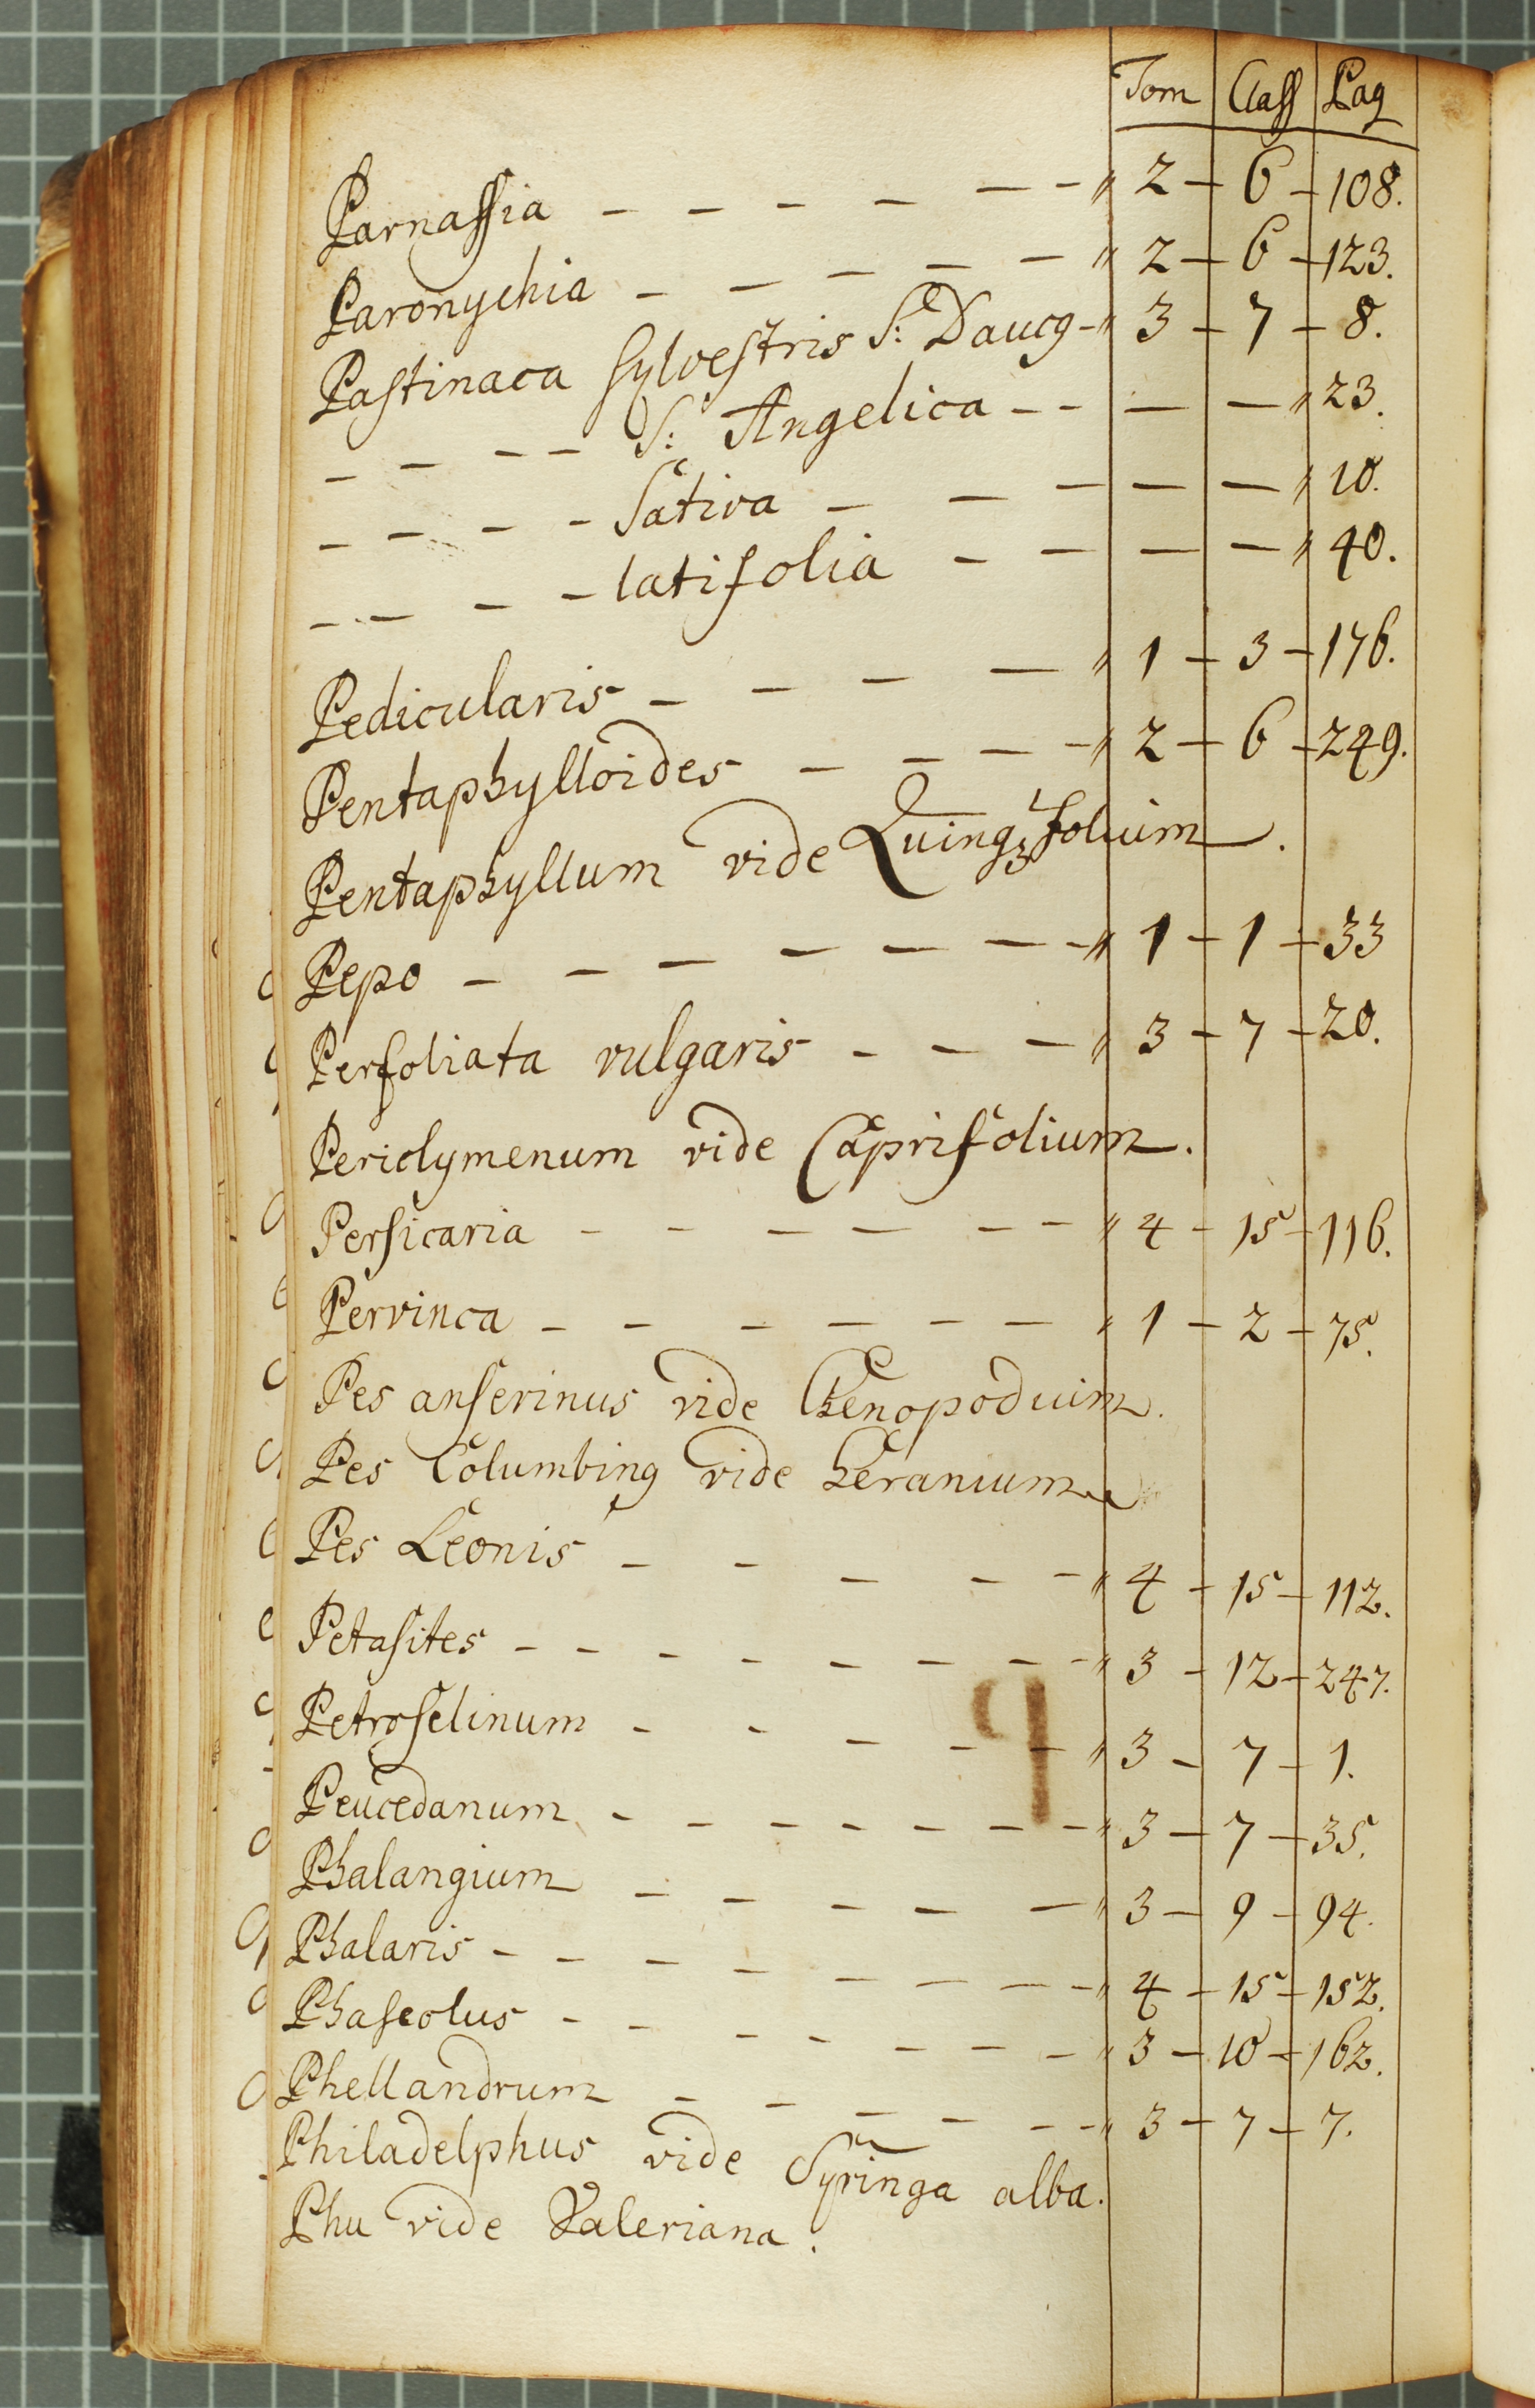 Tom Class Pag
Parnassia - - - - - - " 2 - 6 - 108.
Paronychia - - - - - " 2 - 6 - 123.
Pastinaca sylvestris S: Daucꝯ - " 3 - 7 - 8.
- - - - S: Angelica - - - - " 23.
- - - - Sativa - - - - - " 10.
- - - - latifolia - - - - " 40.
Pedicularis - - - - " 1 - 3 - 176.
Pentaphylloides - - - - " 2 - 6 - 249.
Pentaphyllum vide Quinqꝫfolium.
Pepo - - - - - - - " 1 - 1 - 33
Perfoliata vulgaris - - - " 3 - 7 - 20.
Periclymenum vide Caprifolium.
Persicaria - - - - - - " 4 - 15 - 116.
Pervinca - - - - - - " 1 - 2 - 75.
Pes anserinus vide Chenopodium.
Pes Columbinꝯ vide Geranium
Pes Leonis - - - - - " 4 - 15 - 112.
Petasites - - - - - - - - " 3 - 12 - 247.
Petroselinum - - - - - " 3 - 7 - 1.
Peucedanum - - - - - - - " 3 - 7 - 35.
Phalangium - - - - - " 3 - 9 - 94.
Phalaris - - - - - - - - " 4 - 15 - 152.
Phaseolus - - - - - - - " 3 - 10 - 162.
Phellandrum - - - - - - " 3 - 7 - 7.
Philadelphus vide Syringa alba.
Phu vide Valeriana.